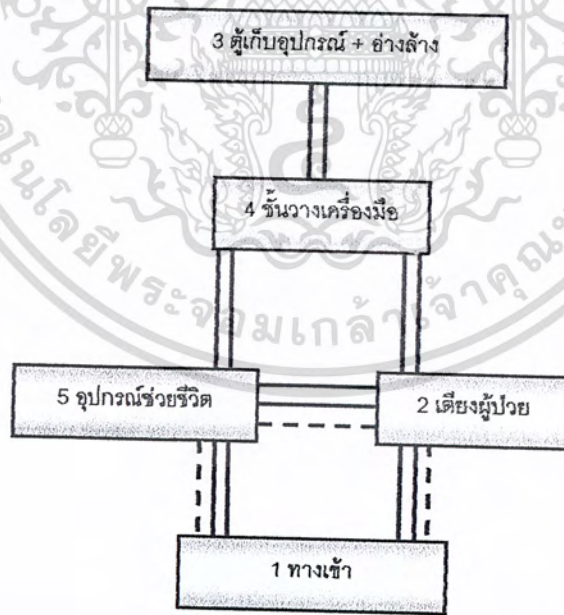 3 ตู้เก็บอุปกรณ์ + อ่างล้าง
4 ชั้นวางเครื่องมือ
5 อุปกรณ์ช่วยชีวิต
2 เตียงผู้ป่วย
1 ทางเข้า